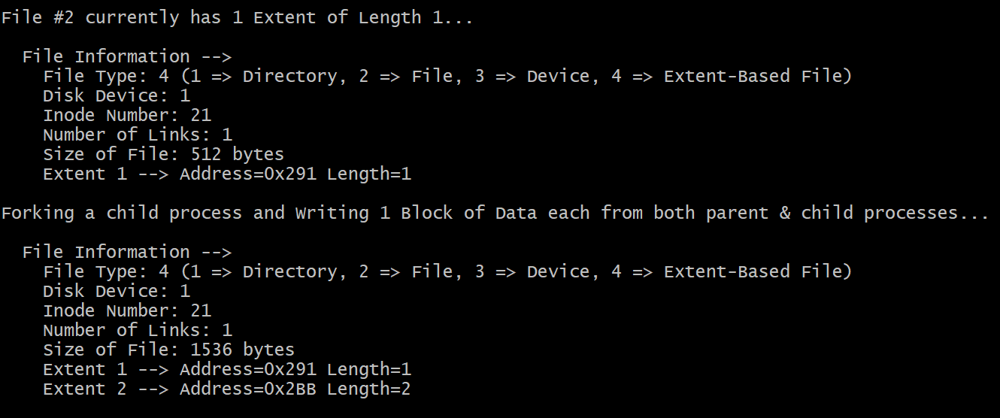 File #2 currently has 1 Extent of Length 1...
File Information -->
File Type: 4 (1 => Directory, 2 => File, 3 => Device, 4 => Extent-Based File)
Disk Device: 1
Inode Number: 21
Number of Links: 1
Size of File: 512 bytes
Extent 1 --> Address=0x291 Length=1
Forking a child process and Writing 1 Block of Data each from both parent & child processes...
File Information -->
File Type: 4 (1 => Directory, 2 => File, 3 => Device, 4 => Extent-Based File)
Disk Device: 1
Inode Number: 21
Number of Links: 1
Size of File: 1536 bytes
Extent 1 --> Address=0x291 Length=1
Extent 2 --> Address=0x2BB Length=2